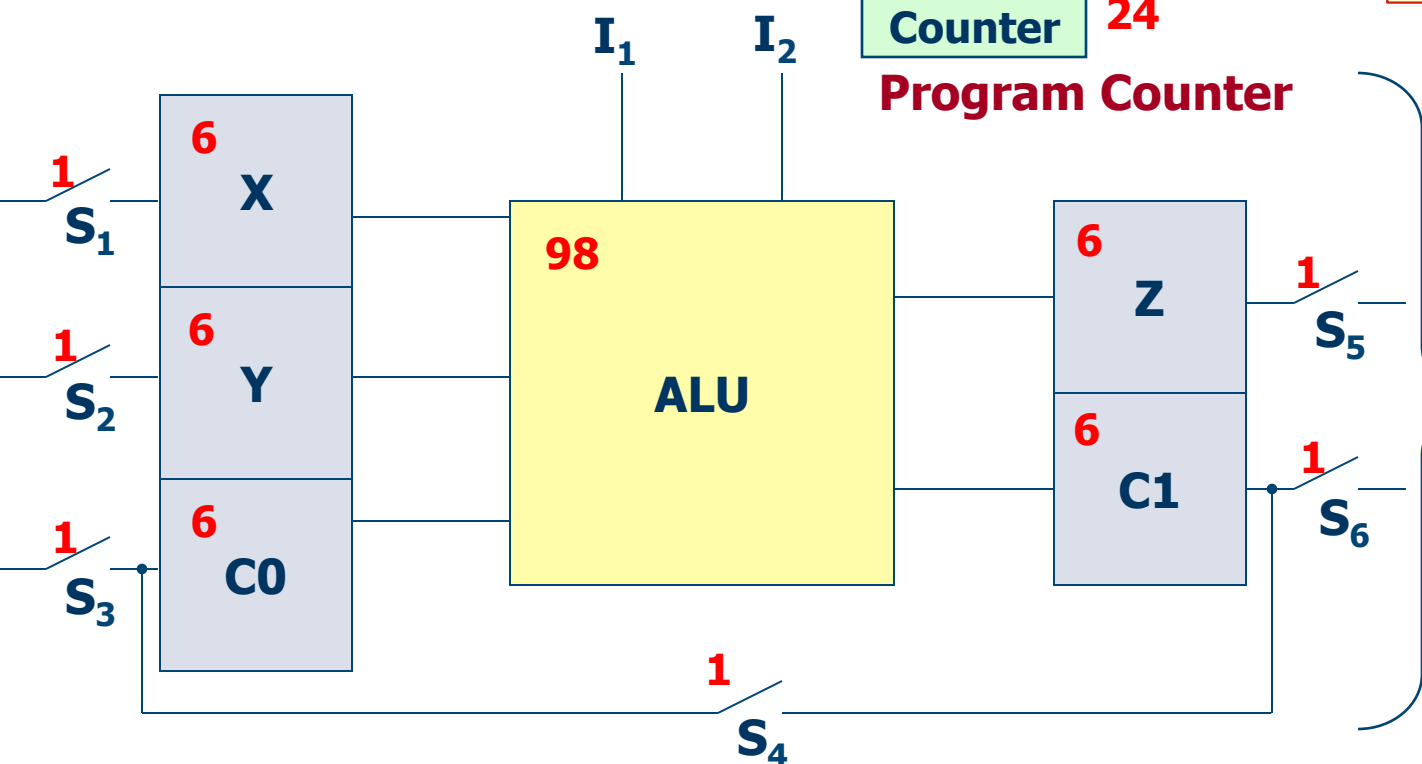 Counter 24
I₁
I₂
Program Counter
6
X
1
S₁
98
ALU
6
Z
1
S₅
6
Y
1
S₂
6
C1
1
S₆
6
C0
1
S₃
1
S₄